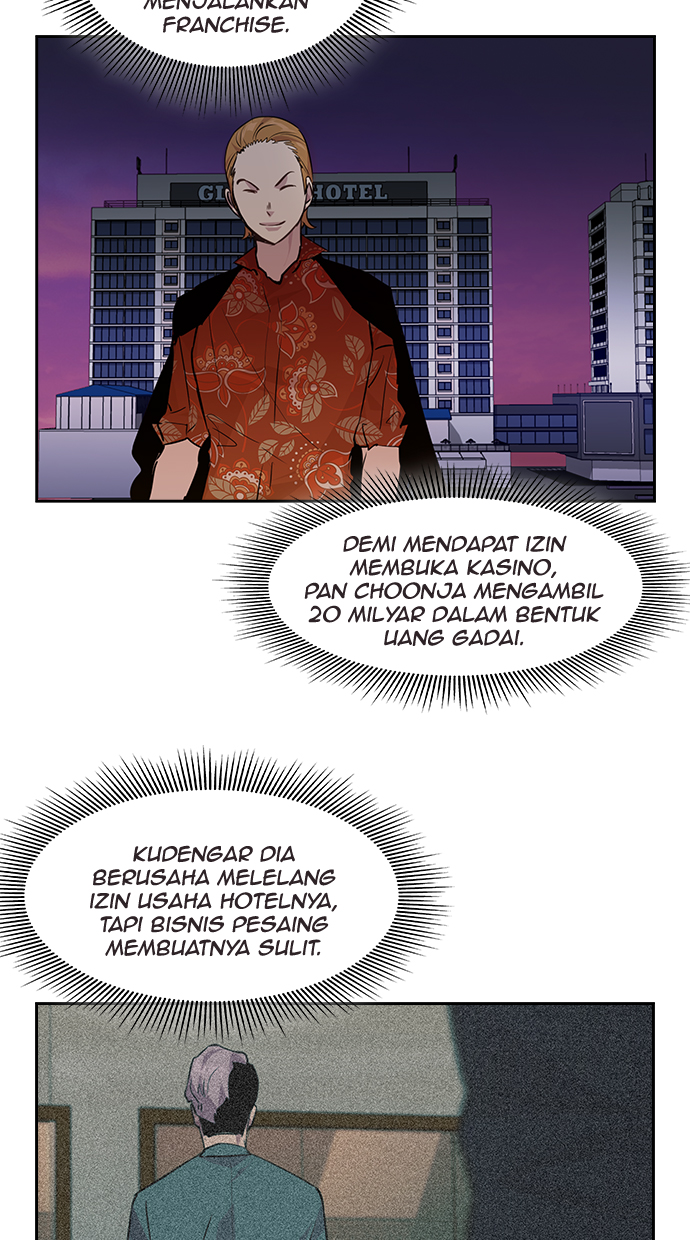 MENJALANKAN
FRANCHISE.
HOTEL
DEMI MENDAPAT IZIN
MEMBUKA KASINO,
PAN CHOONJA MENGAMBIL
20 MILYAR DALAM BENTUK
UANG GADAI.
KUDENGAR DIA
BERUSAHA MELELANG
IZIN USAHA HOTELNYA,
TAPI BISNIS PESAING
MEMBUATNYA SULIT.